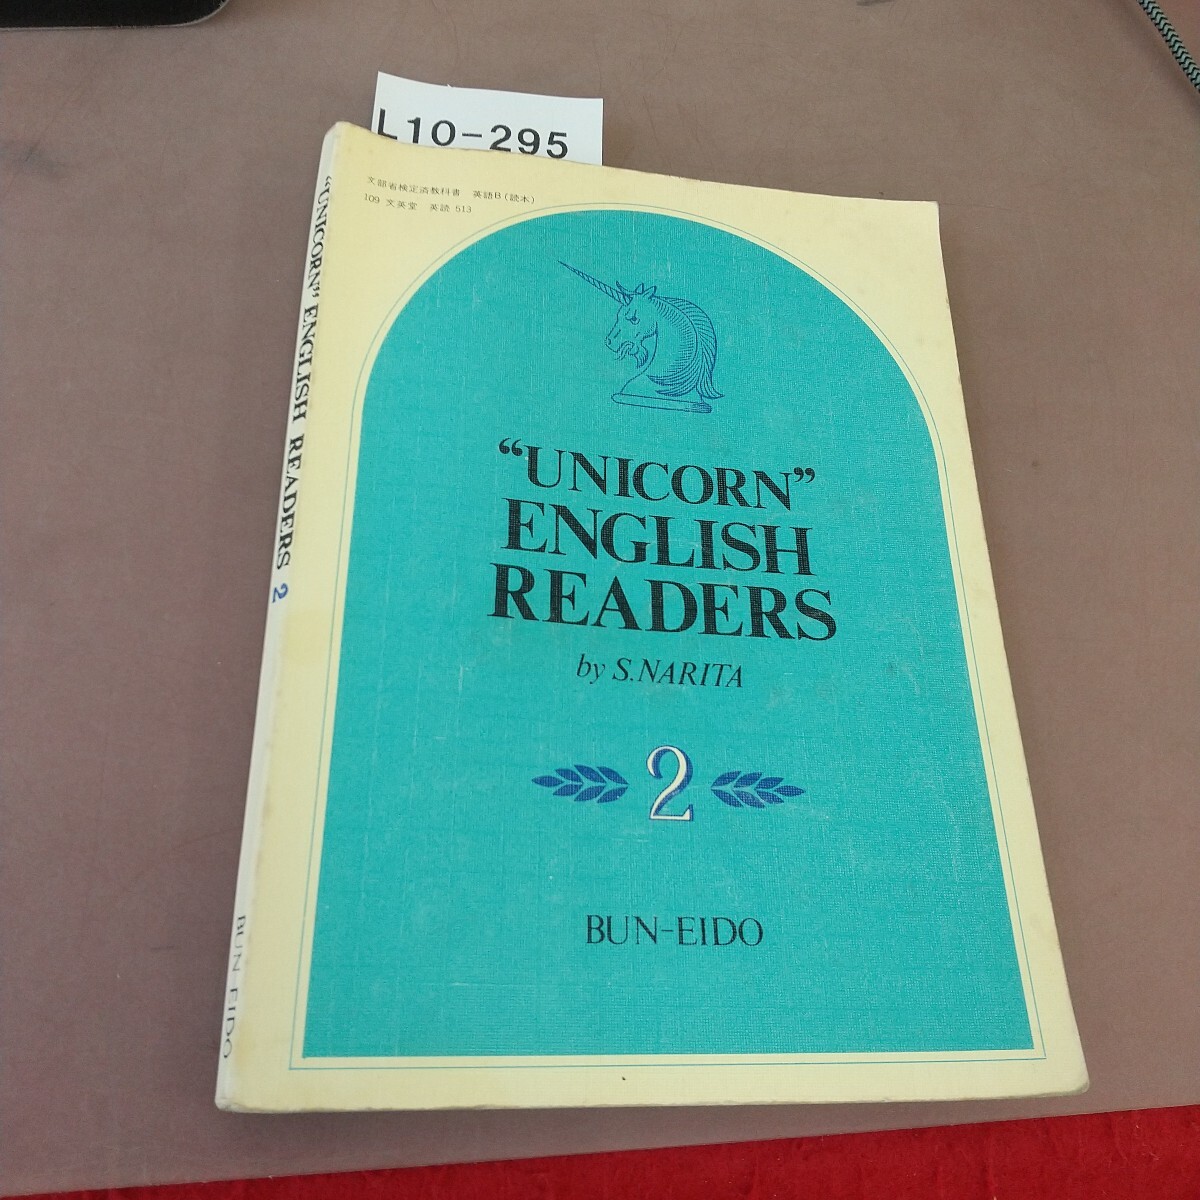 L10-295
文部省検定済教科書 英語B(読本)
109 文英堂 英読 513
"UNICORN" ENGLISH READERS 2
BUN-EIDO
“UNICORN”
ENGLISH
READERS
by S.NARITA
2
BUN-EIDO